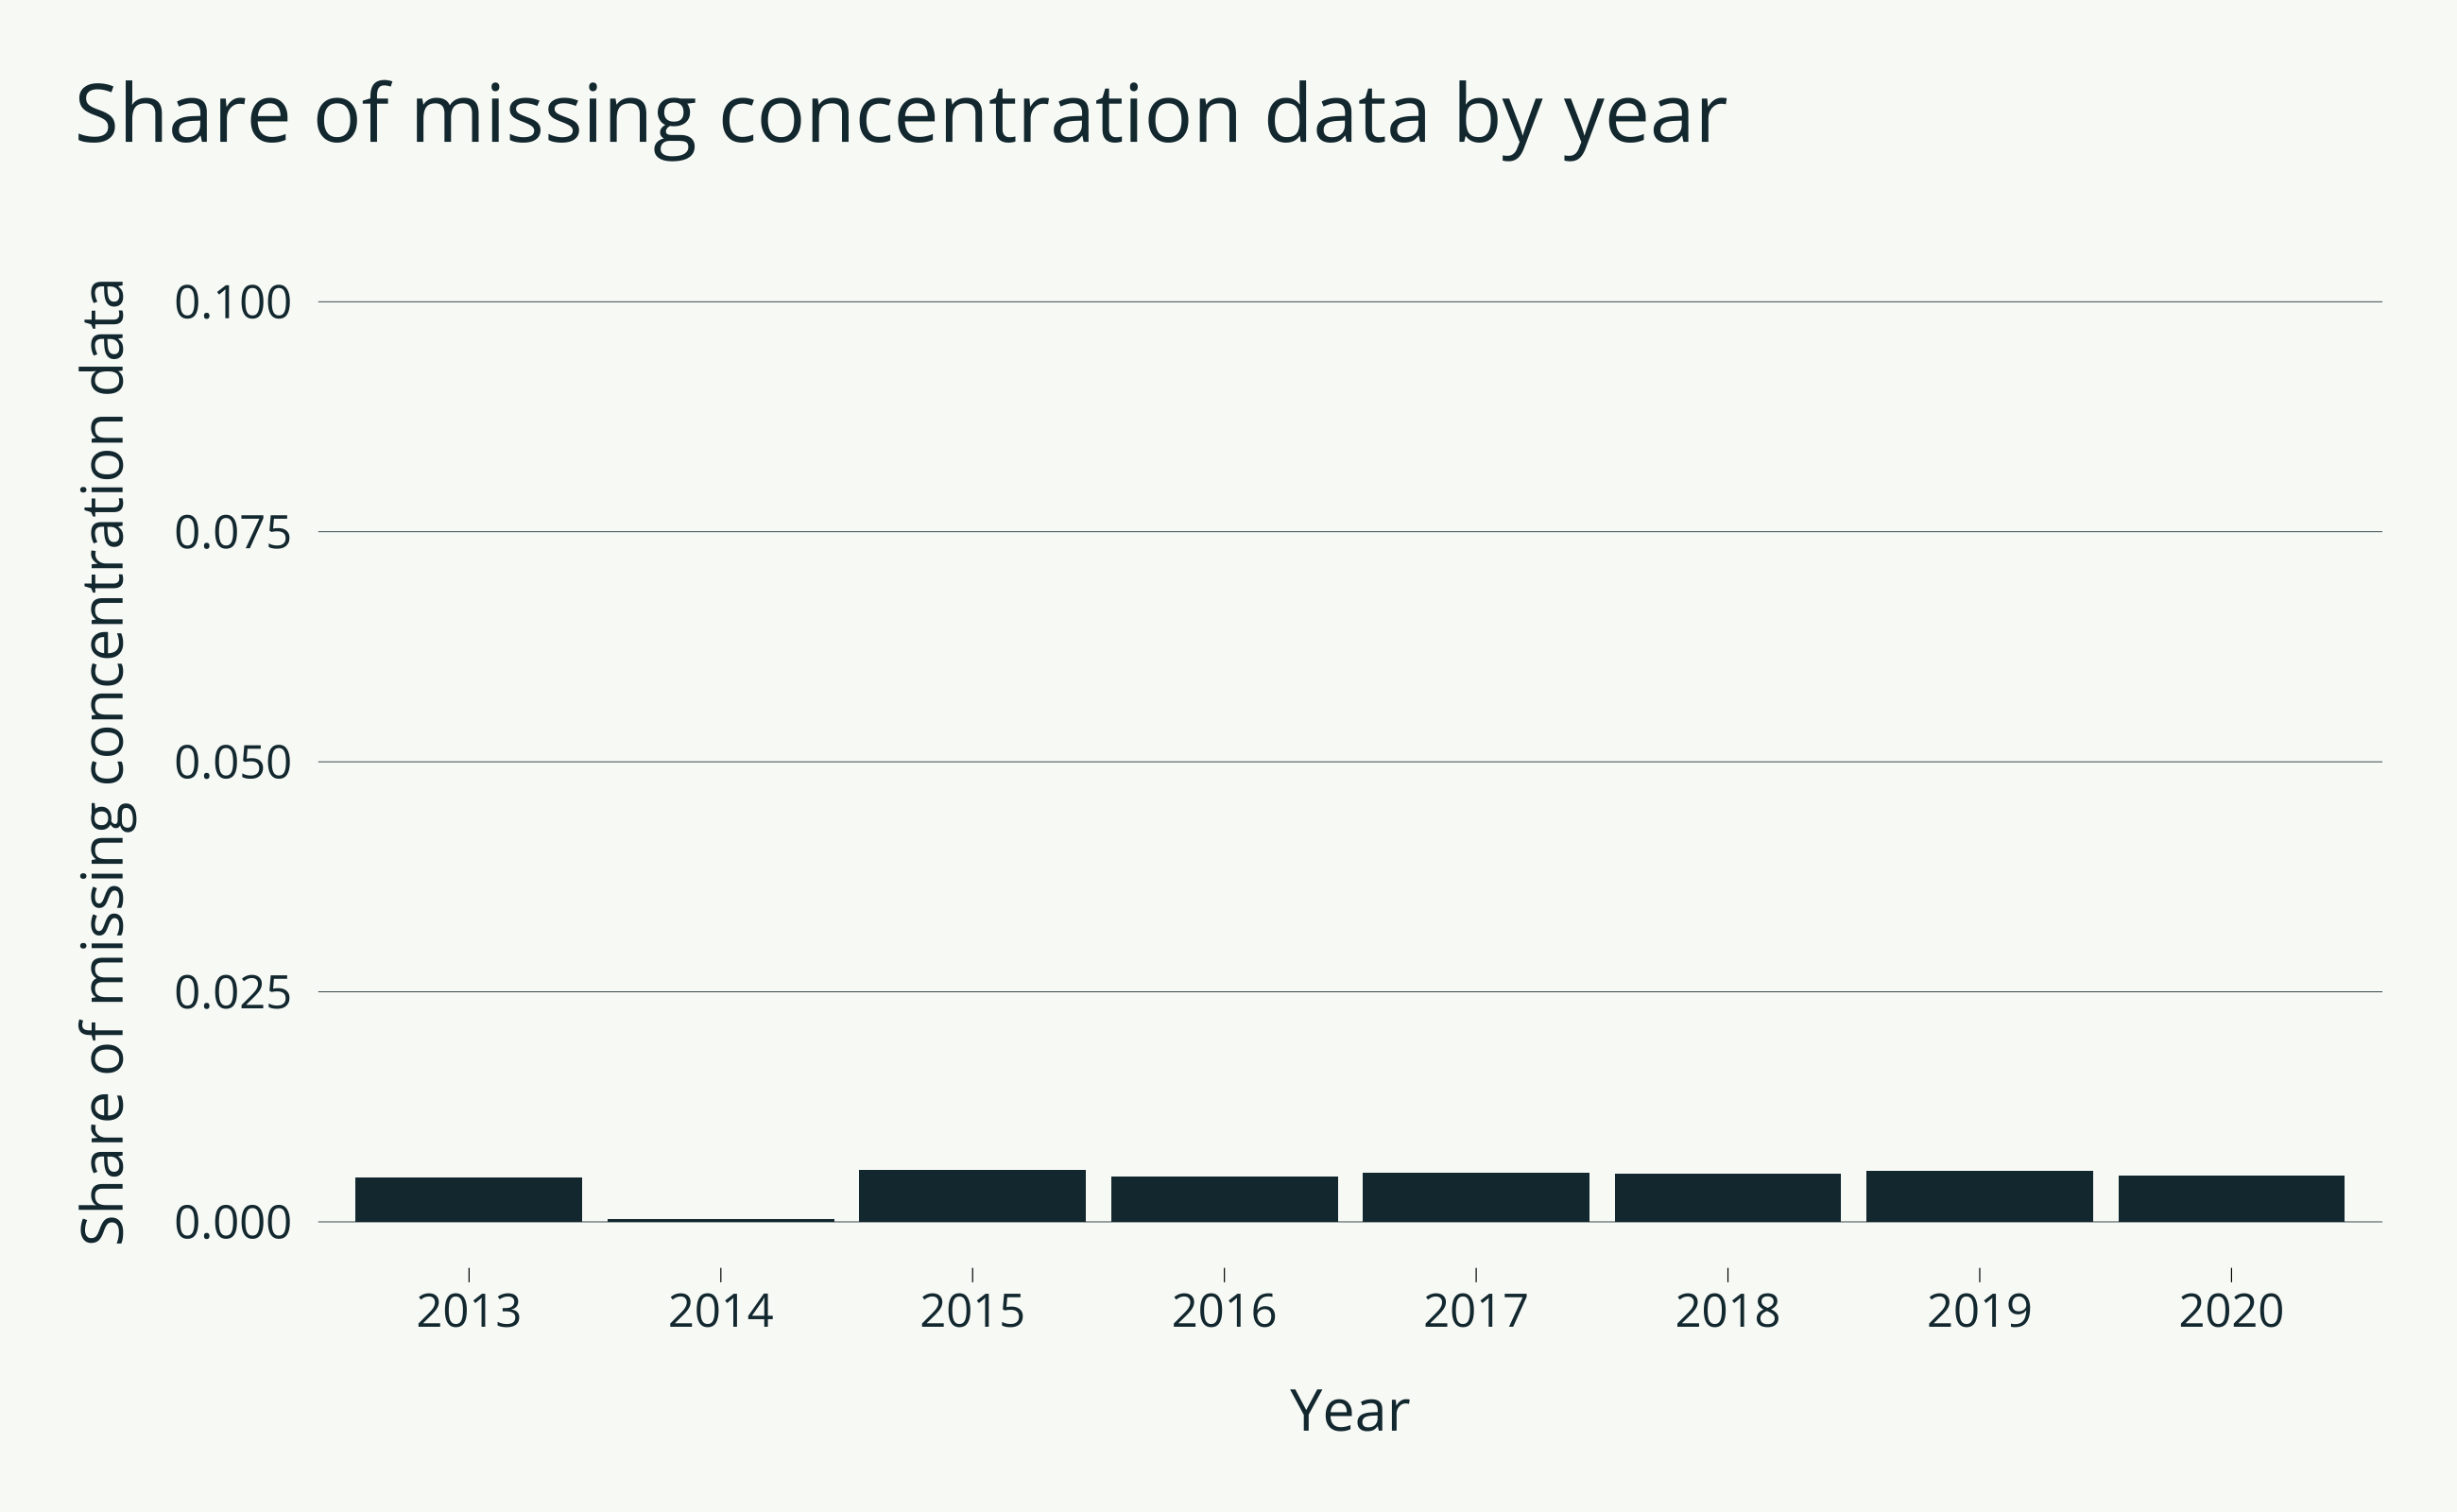 Share of missing concentration data by year
Share of missing concentration data
0.100
0.075
0.050
0.025
0.000
2013 2014 2015 2016 2017 2018 2019 2020
Year